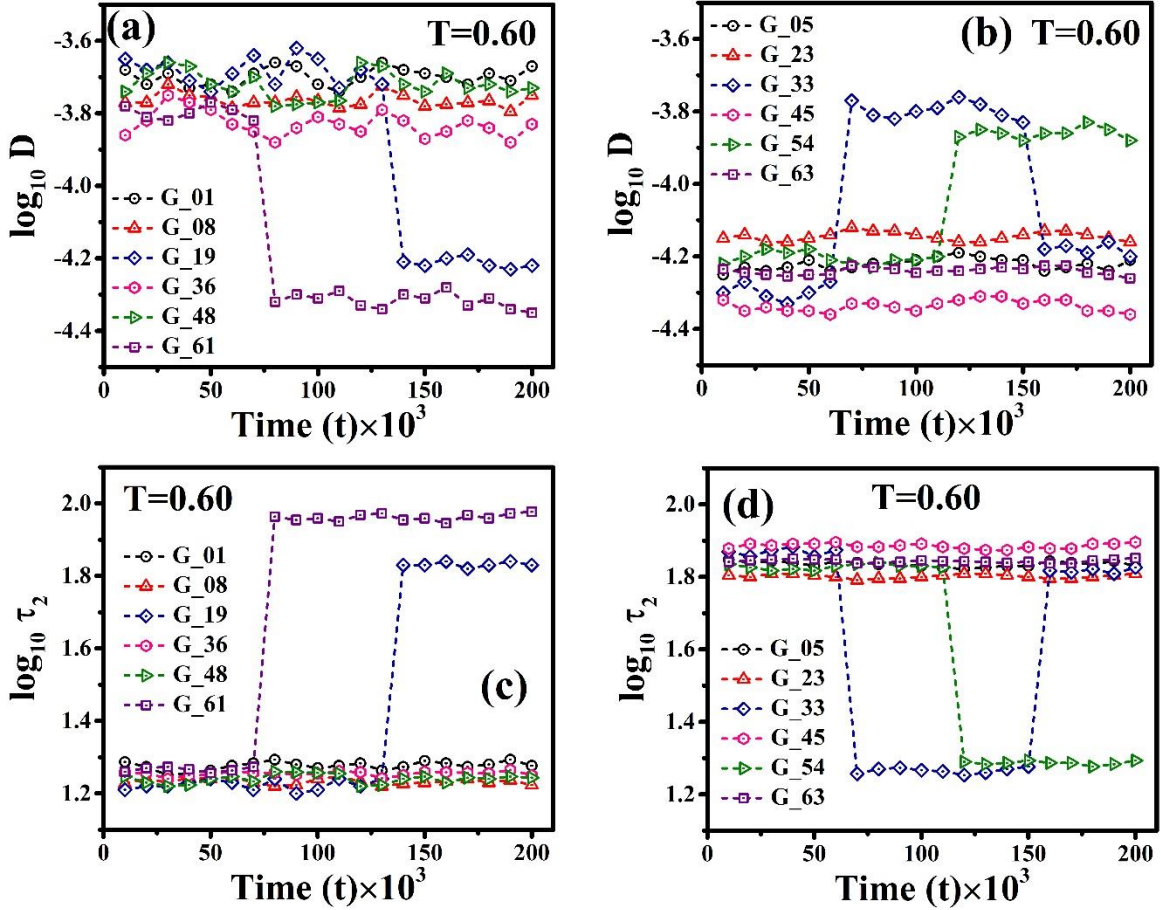 (a)
T=0.60
log10 D
-3.6
-3.8
-4.0
-4.2
-4.4
G_01
G_08
G_19
G_36
G_48
G_61
0 50 100 150 200
Time (t)×10³
(b)
T=0.60
log10 D
-3.6
-3.8
-4.0
-4.2
-4.4
G_05
G_23
G_33
G_45
G_54
G_63
0 50 100 150 200
Time (t)×10³
T=0.60
(c)
log10 τ2
2.0
1.8
1.6
1.4
1.2
G_01
G_08
G_19
G_36
G_48
G_61
0 50 100 150 200
Time (t)×10³
(d)
T=0.60
log10 τ2
2.0
1.8
1.6
1.4
1.2
G_05
G_23
G_33
G_45
G_54
G_63
0 50 100 150 200
Time (t)×10³